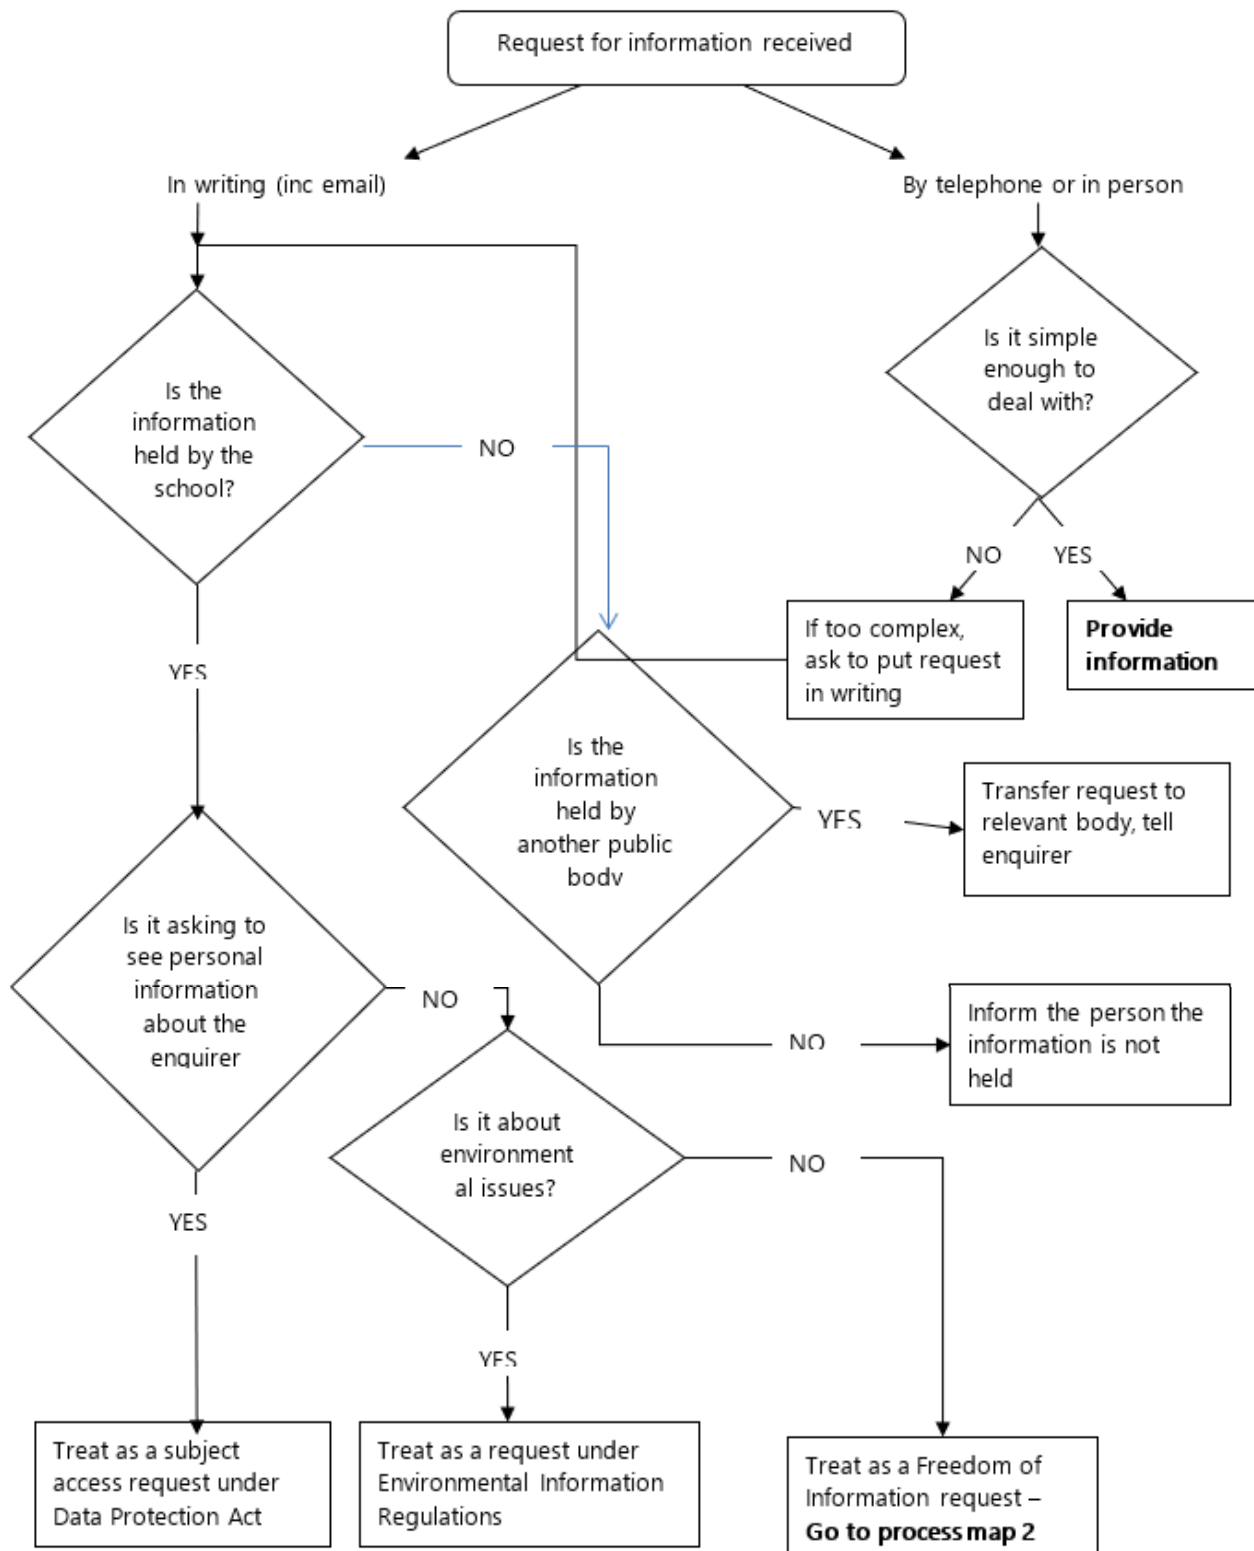 Request for information received
In writing (inc email)
By telephone or in person
Is it simple
enough to
deal with?
Is the
information
held by the
school?
NO
NO
YES
If too complex,
ask to put request
in writing
Provide
information
YES
Is the
information
held by
another public
body
YES
Transfer request to
relevant body, tell
enquirer
Is it asking to
see personal
information
about the
enquirer
NO
NO
Inform the person the
information is not
held
Is it about
environment
al issues?
NO
YES
YES
Treat as a subject
access request under
Data Protection Act
Treat as a request under
Environmental Information
Regulations
Treat as a Freedom of
Information request –
Go to process map 2